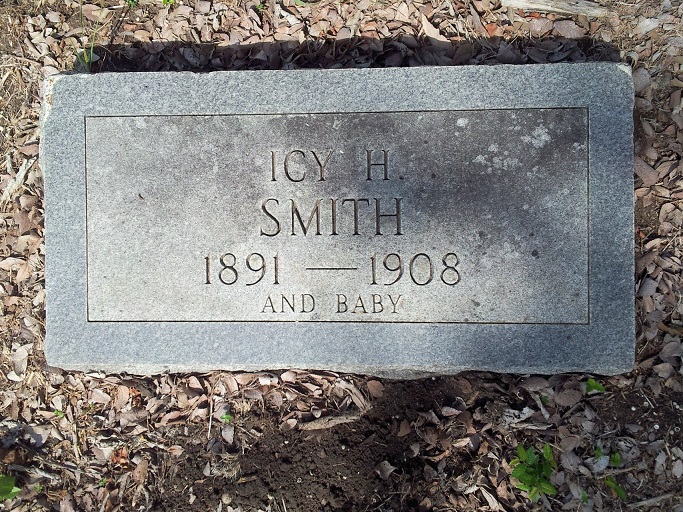 ICY H.
SMITH
1891 — 1908
AND BABY